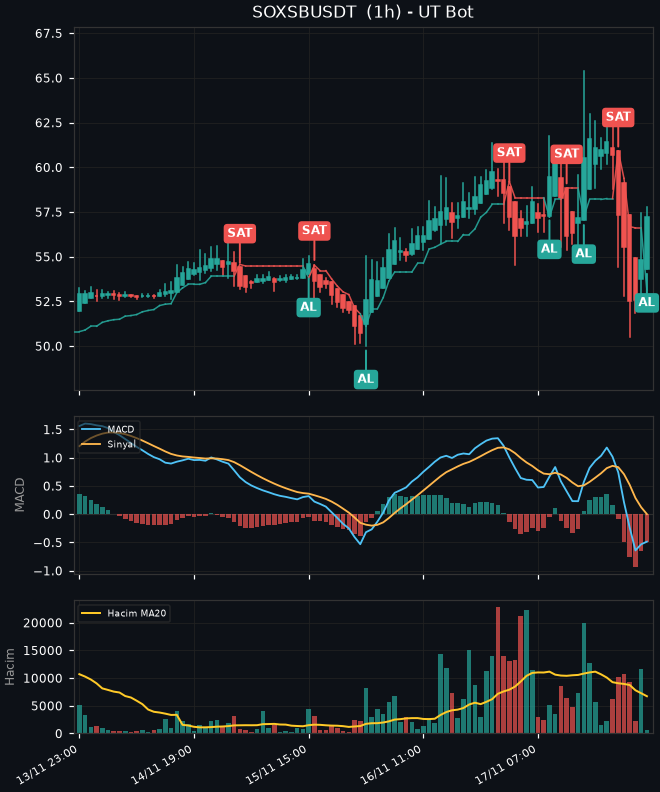 SOXSBUSDT  (1h) - UT Bot
67.5
65.0
62.5
60.0
57.5
55.0
52.5
50.0
SAT
SAT
AL
AL
SAT
SAT
AL
AL
SAT
AL
MACD
1.5
1.0
0.5
0.0
−0.5
−1.0
MACD
Sinyal
Hacim
20000
15000
10000
5000
0
Hacim MA20
13/11 23:00
14/11 19:00
15/11 15:00
16/11 11:00
17/11 07:00